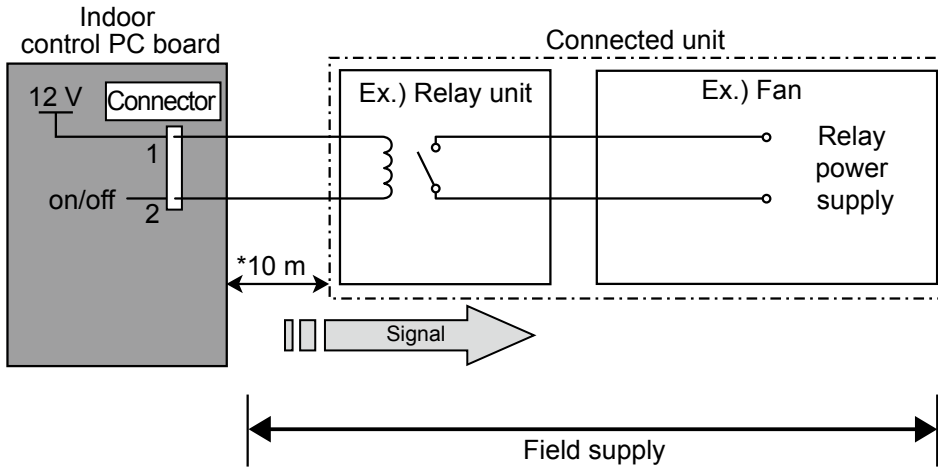 Indoor
control PC board
Connected unit
12 V
Connector
Ex.) Relay unit
Ex.) Fan
1
Relay
power
supply
on/off
2
*10 m
Signal
Field supply